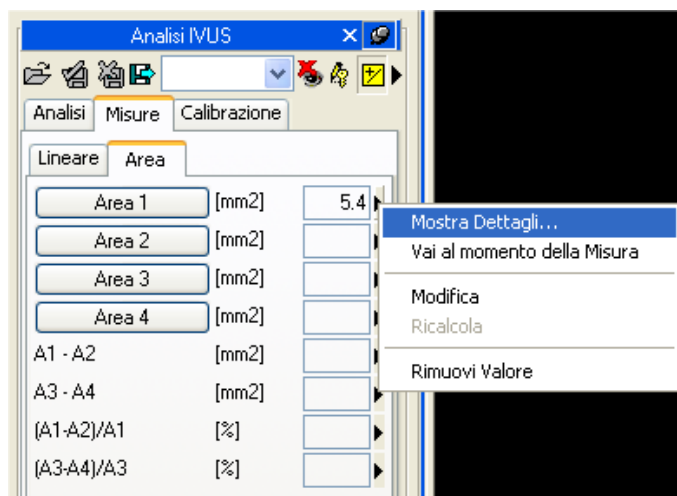 Analisi IVUS
Analisi Misure Calibrazione
Lineare Area
Area 1 [mm2] 5.4
Mostra Dettagli...
Area 2 [mm2]
Vai al momento della Misura
Area 3 [mm2]
Modifica
Area 4 [mm2]
Ricalcola
A1 - A2 [mm2]
Rimuovi Valore
A3 - A4 [mm2]
(A1-A2)/A1 [%]
(A3-A4)/A3 [%]